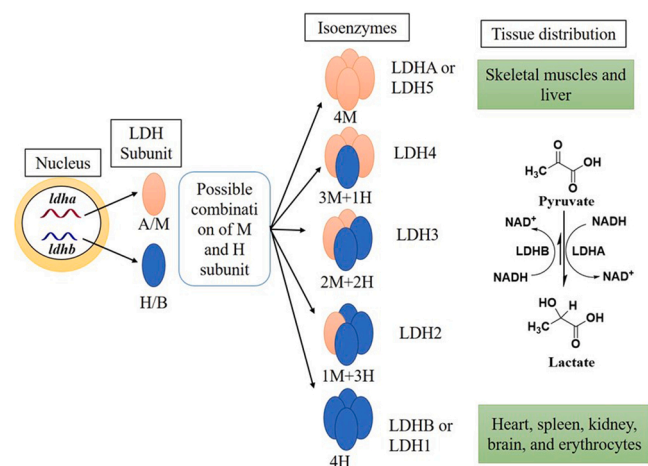 Isoenzymes
Tissue distribution
LDHA or
LDH5
4M
Skeletal muscles and
liver
LDH
Subunit
Nucleus
ldha
ldhb
A/M
H/B
Possible
combinati
on of M
and H
subunit
LDH4
3M+1H
LDH3
2M+2H
LDH2
1M+3H
LDHB or
LDH1
4H
O
OH
H₃C
O
Pyruvate
NAD⁺
NADH
LDHB
LDHA
NADH
NAD⁺
HO
H
OH
H₃C
O
Lactate
Heart, spleen, kidney,
brain, and erythrocytes